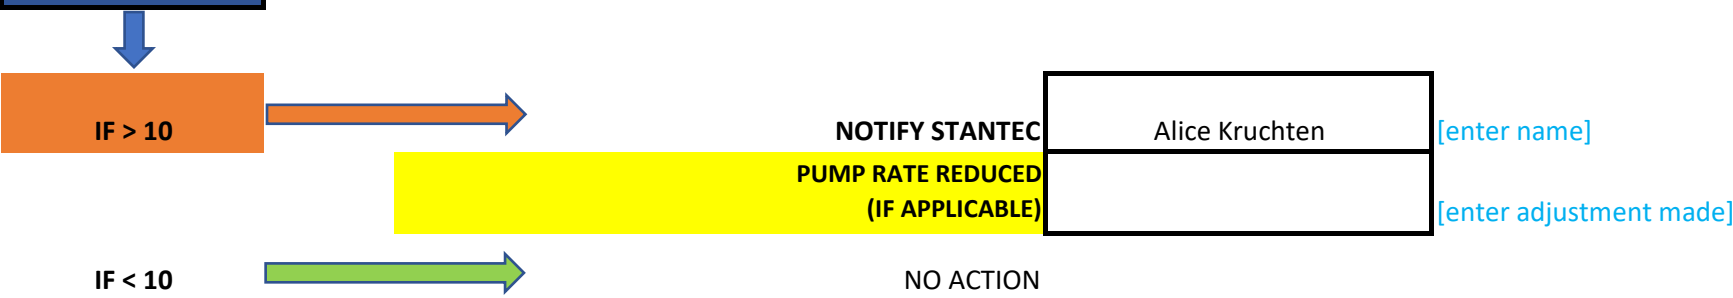 IF > 10
NOTIFY STANTEC
Alice Kruchten
[enter name]
PUMP RATE REDUCED
(IF APPLICABLE)
[enter adjustment made]
IF < 10
NO ACTION